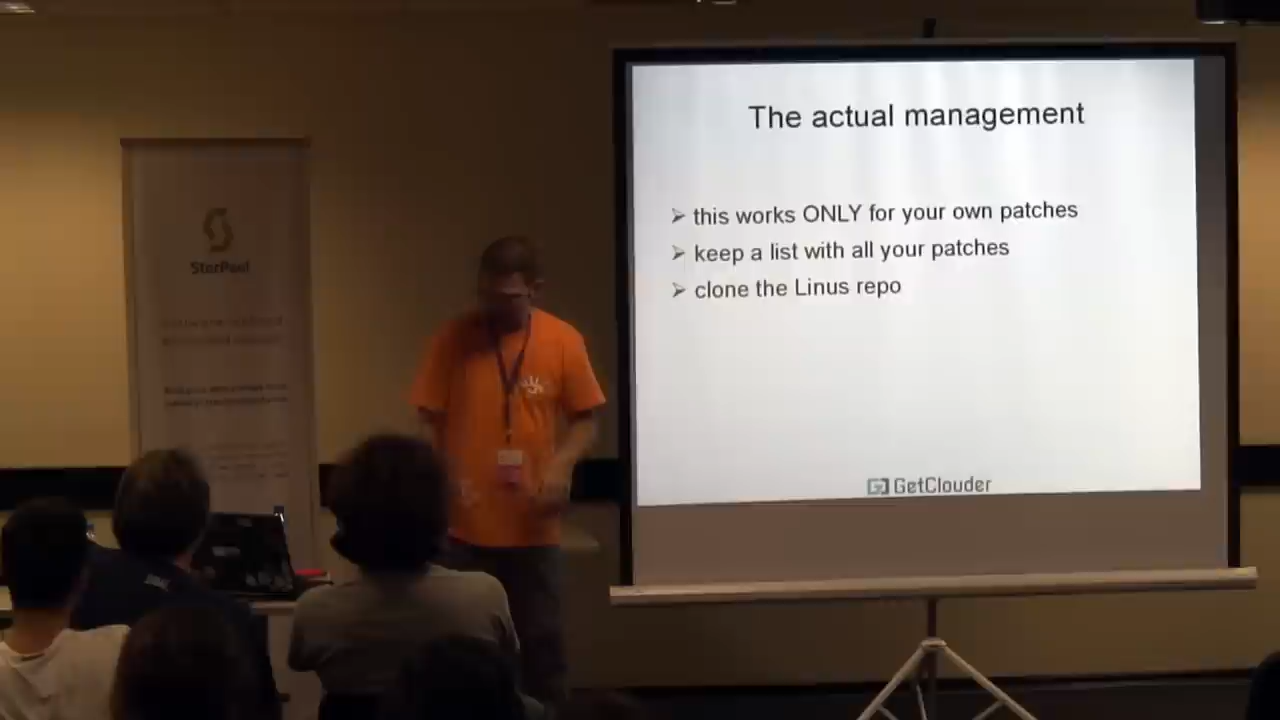 The actual management
➢ this works ONLY for your own patches
➢ keep a list with all your patches
➢ clone the Linus repo
GetClouder
StorPool